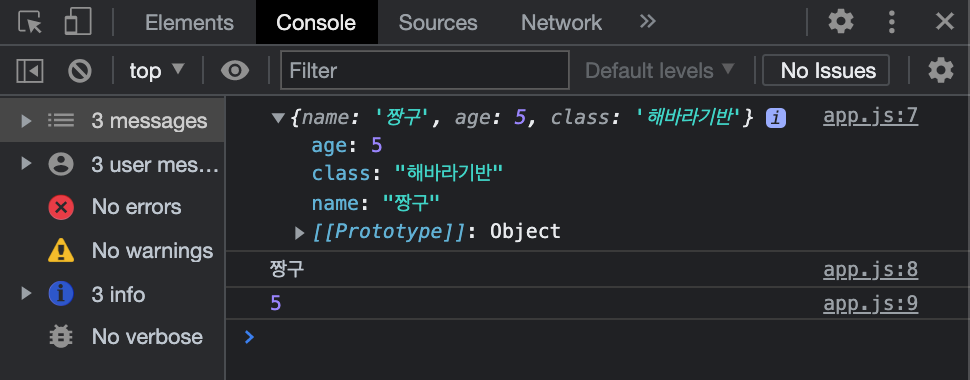 Elements Console Sources Network »
top Filter Default levels No Issues
3 messages
3 user mes...
No errors
No warnings
3 info
No verbose
{name: '짱구', age: 5, class: '해바라기반'} i app.js:7
age: 5
class: "해바라기반"
name: "짱구"
[[Prototype]]: Object
짱구 app.js:8
5 app.js:9
>